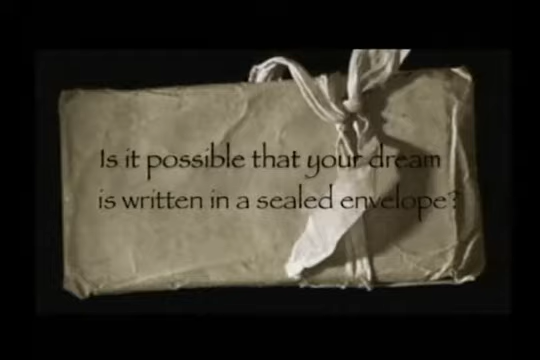 Is it possible that your dream
is written in a sealed envelope?